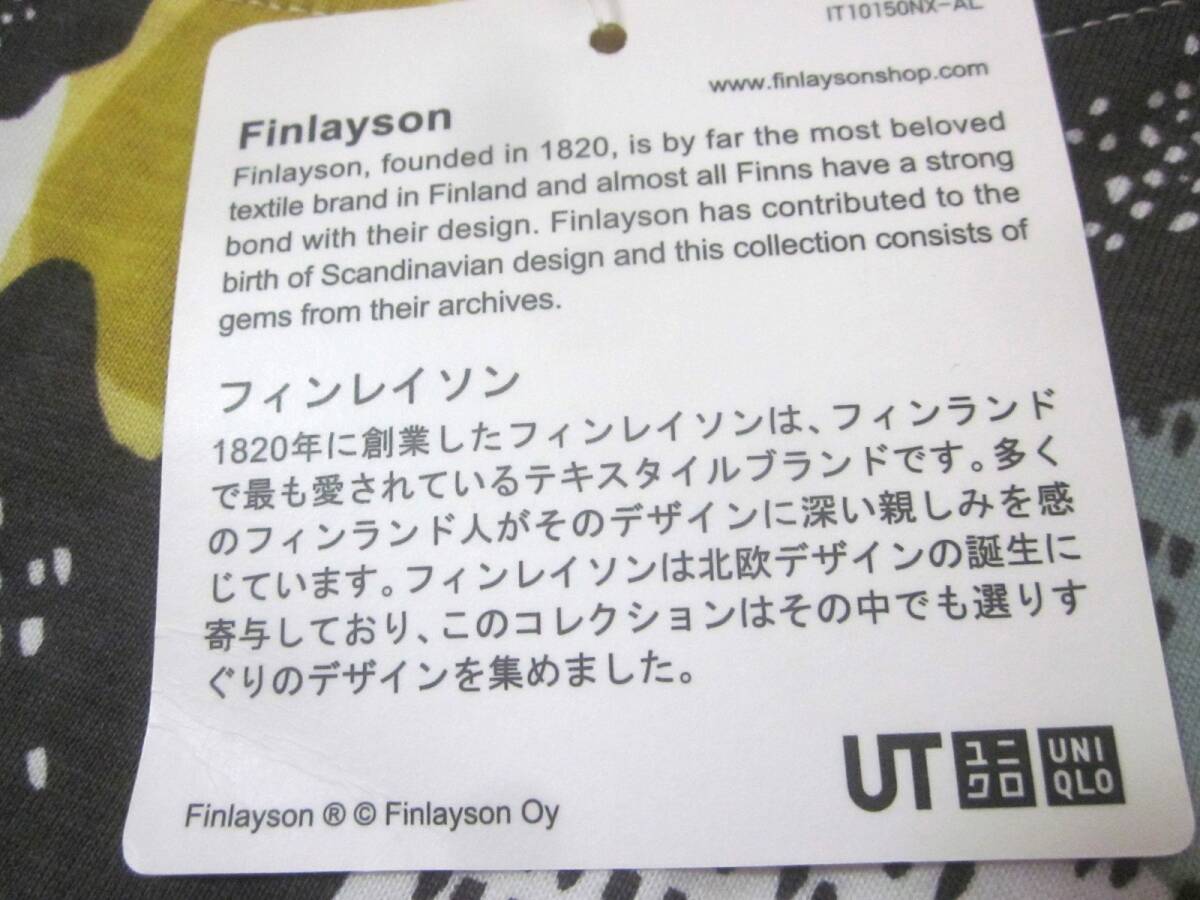 IT10150NX-AL
www.finlaysonshop.com
Finlayson
Finlayson, founded in 1820, is by far the most beloved
textile brand in Finland and almost all Finns have a strong
bond with their design. Finlayson has contributed to the
birth of Scandinavian design and this collection consists of
gems from their archives.
フィンレイソン
1820年に創業したフィンレイソンは、フィンランド
で最も愛されているテキスタイルブランドです。多く
のフィンランド人がそのデザインに深い親しみを感
じています。フィンレイソンは北欧デザインの誕生に
寄与しており、このコレクションはその中でも選りす
ぐりのデザインを集めました。
UT ユニ UNI
クロ QLO
Finlayson ® © Finlayson Oy